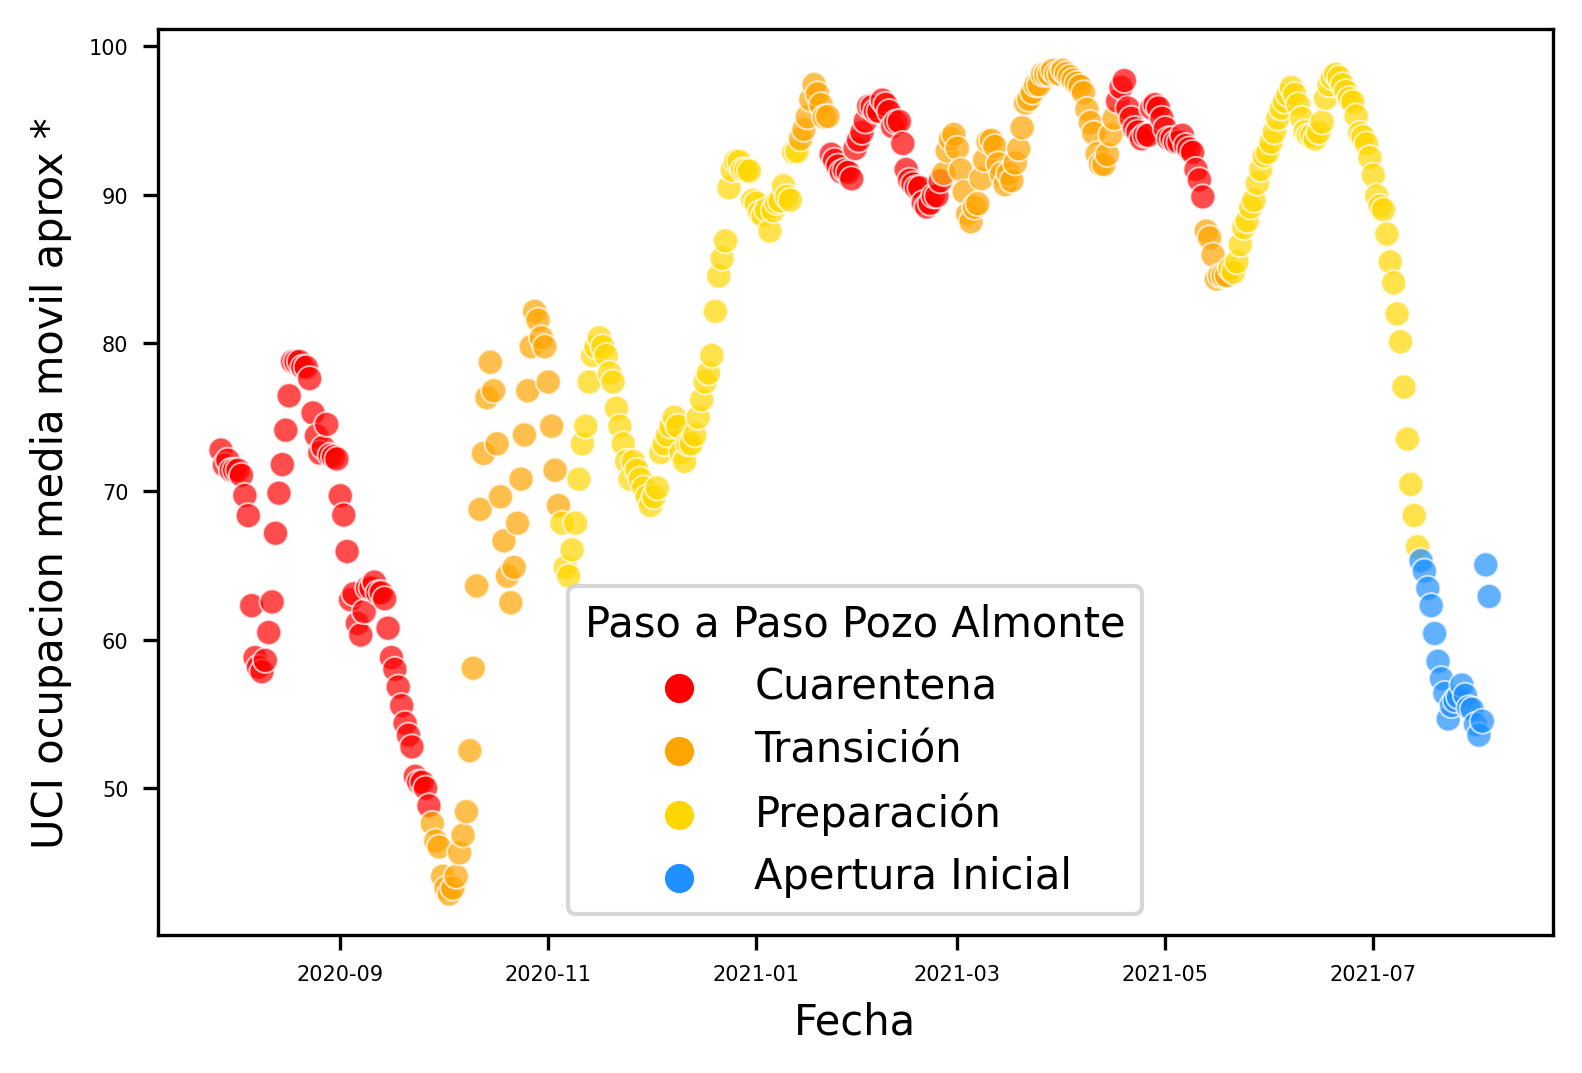 UCI ocupacion media movil aprox *
100
90
80
70
60
50
Paso a Paso Pozo Almonte
Cuarentena
Transición
Preparación
Apertura Inicial
2020-09
2020-11
2021-01
2021-03
2021-05
2021-07
Fecha